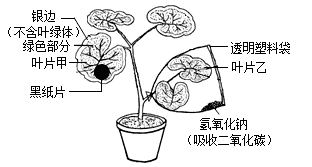 银边
(不含叶绿体)
绿色部分
叶片甲
黑纸片
透明塑料袋
叶片乙
氢氧化钠
(吸收二氧化碳)